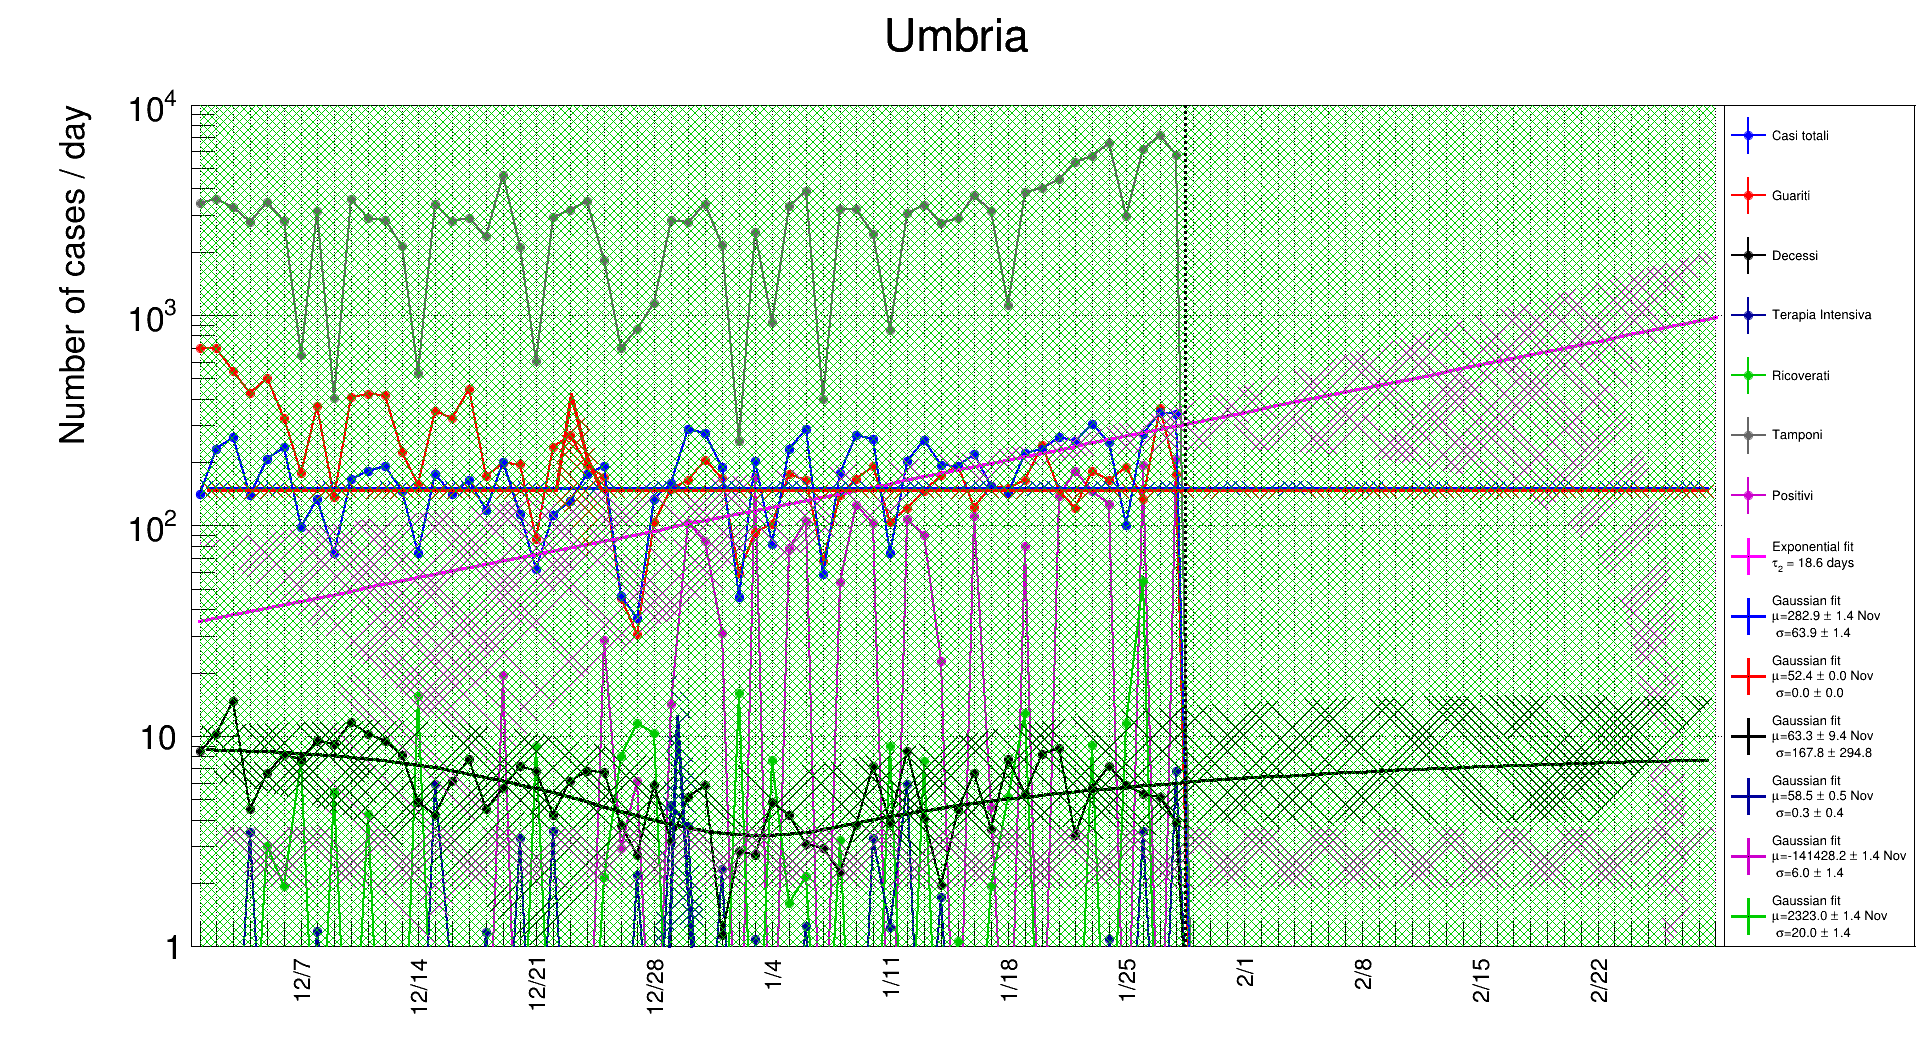 Umbria
Number of cases / day
10⁴
10³
10²
10
1
12/7
12/14
12/21
12/28
1/4
1/11
1/18
1/25
2/1
2/8
2/15
2/22
Casi totali
Guariti
Decessi
Terapia Intensiva
Ricoverati
Tamponi
Positivi
Exponential fit
τ₂ = 18.6 days
Gaussian fit
μ=282.9 ± 1.4 Nov
σ=63.9 ± 1.4
Gaussian fit
μ=52.4 ± 0.0 Nov
σ=0.0 ± 0.0
Gaussian fit
μ=63.3 ± 9.4 Nov
σ=167.8 ± 294.8
Gaussian fit
μ=58.5 ± 0.5 Nov
σ=0.3 ± 0.4
Gaussian fit
μ=-141428.2 ± 1.4 Nov
σ=6.0 ± 1.4
Gaussian fit
μ=2323.0 ± 1.4 Nov
σ=20.0 ± 1.4